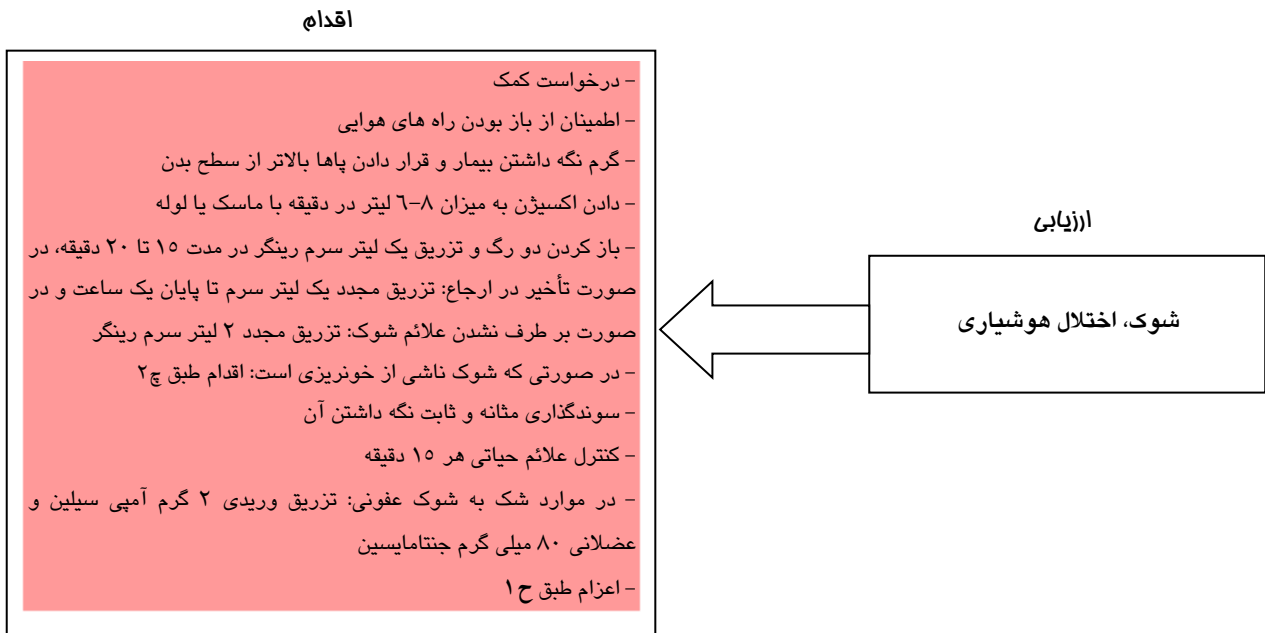 اقدام
- درخواست کمک
- اطمینان از باز بودن راه های هوایی
- گرم نگه داشتن بیمار و قرار دادن پاها بالاتر از سطح بدن
- دادن اکسیژن به میزان ۸-۶ لیتر در دقیقه با ماسک یا لوله
- باز کردن دو رگ و تزریق یک لیتر سرم رینگر در مدت ۱۵ تا ۲۰ دقیقه، در
صورت تأخیر در ارجاع: تزریق مجدد یک لیتر سرم تا پایان یک ساعت و در
صورت بر طرف نشدن علائم شوک: تزریق مجدد ۲ لیتر سرم رینگر
- در صورتی که شوک ناشی از خونریزی است: اقدام طبق چ۲
- سوندگذاری مثانه و ثابت نگه داشتن آن
- کنترل علائم حیاتی هر ۱۵ دقیقه
- در موارد شک به شوک عفونی: تزریق وریدی ۲ گرم آمپی سیلین و
عضلانی ۸۰ میلی گرم جنتامایسین
- اعزام طبق ح۱
ارزیابی
شوک، اختلال هوشیاری